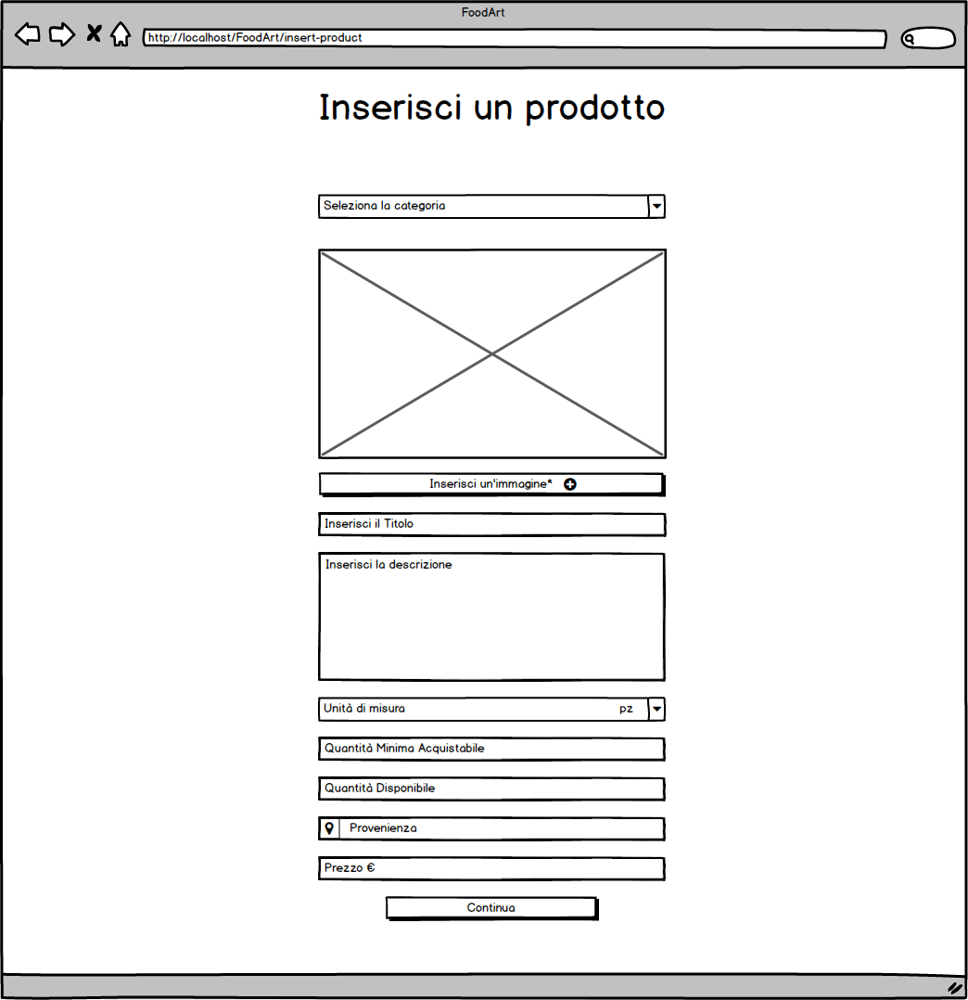 FoodArt
http://localhost/FoodArt/insert-product
Inserisci un prodotto
Seleziona la categoria
Inserisci un'immagine*
Inserisci il Titolo
Inserisci la descrizione
Unità di misura pz
Quantità Minima Acquistabile
Quantità Disponibile
Provenienza
Prezzo €
Continua